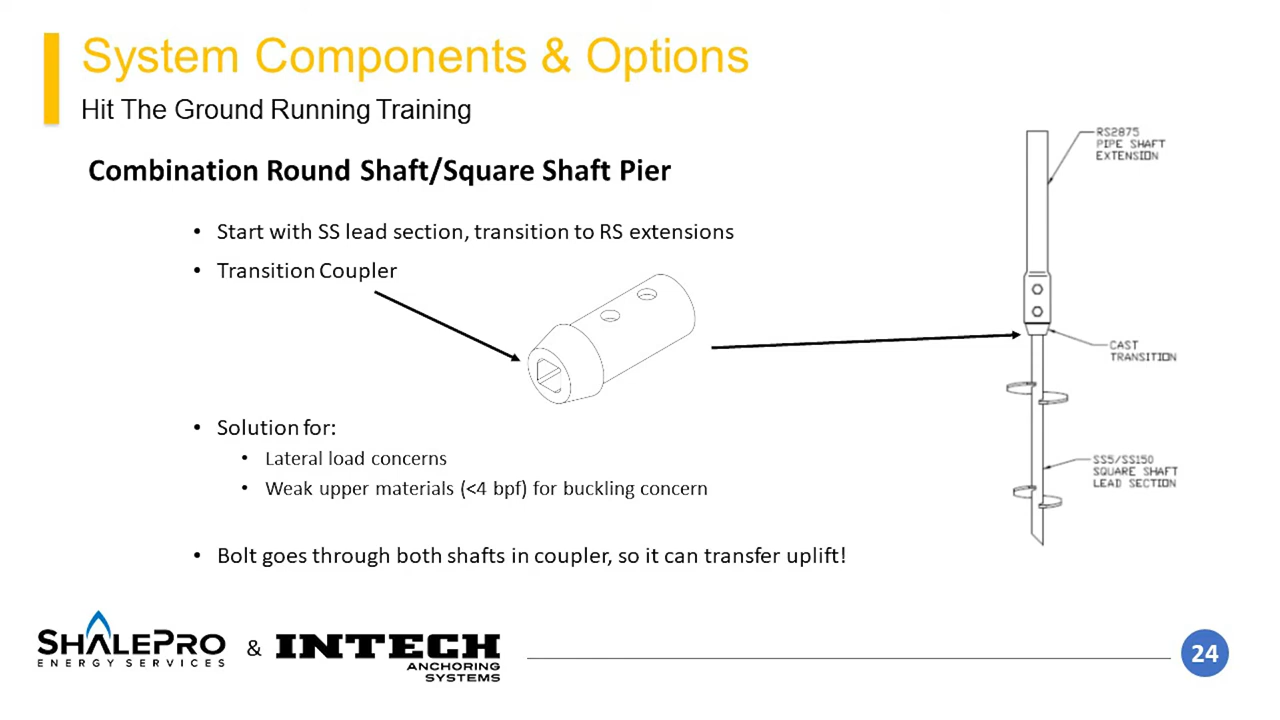 System Components & Options
Hit The Ground Running Training
Combination Round Shaft/Square Shaft Pier
• Start with SS lead section, transition to RS extensions
• Transition Coupler
• Solution for:
• Lateral load concerns
• Weak upper materials (<4 bpf) for buckling concern
• Bolt goes through both shafts in coupler, so it can transfer uplift!
RS2875
PIPE SHAFT
EXTENSION
CAST
TRANSITION
SS5/SS150
SQUARE SHAFT
LEAD SECTION
SHALEPRO
ENERGY SERVICES
&
INTECH
ANCHORING
SYSTEMS
24